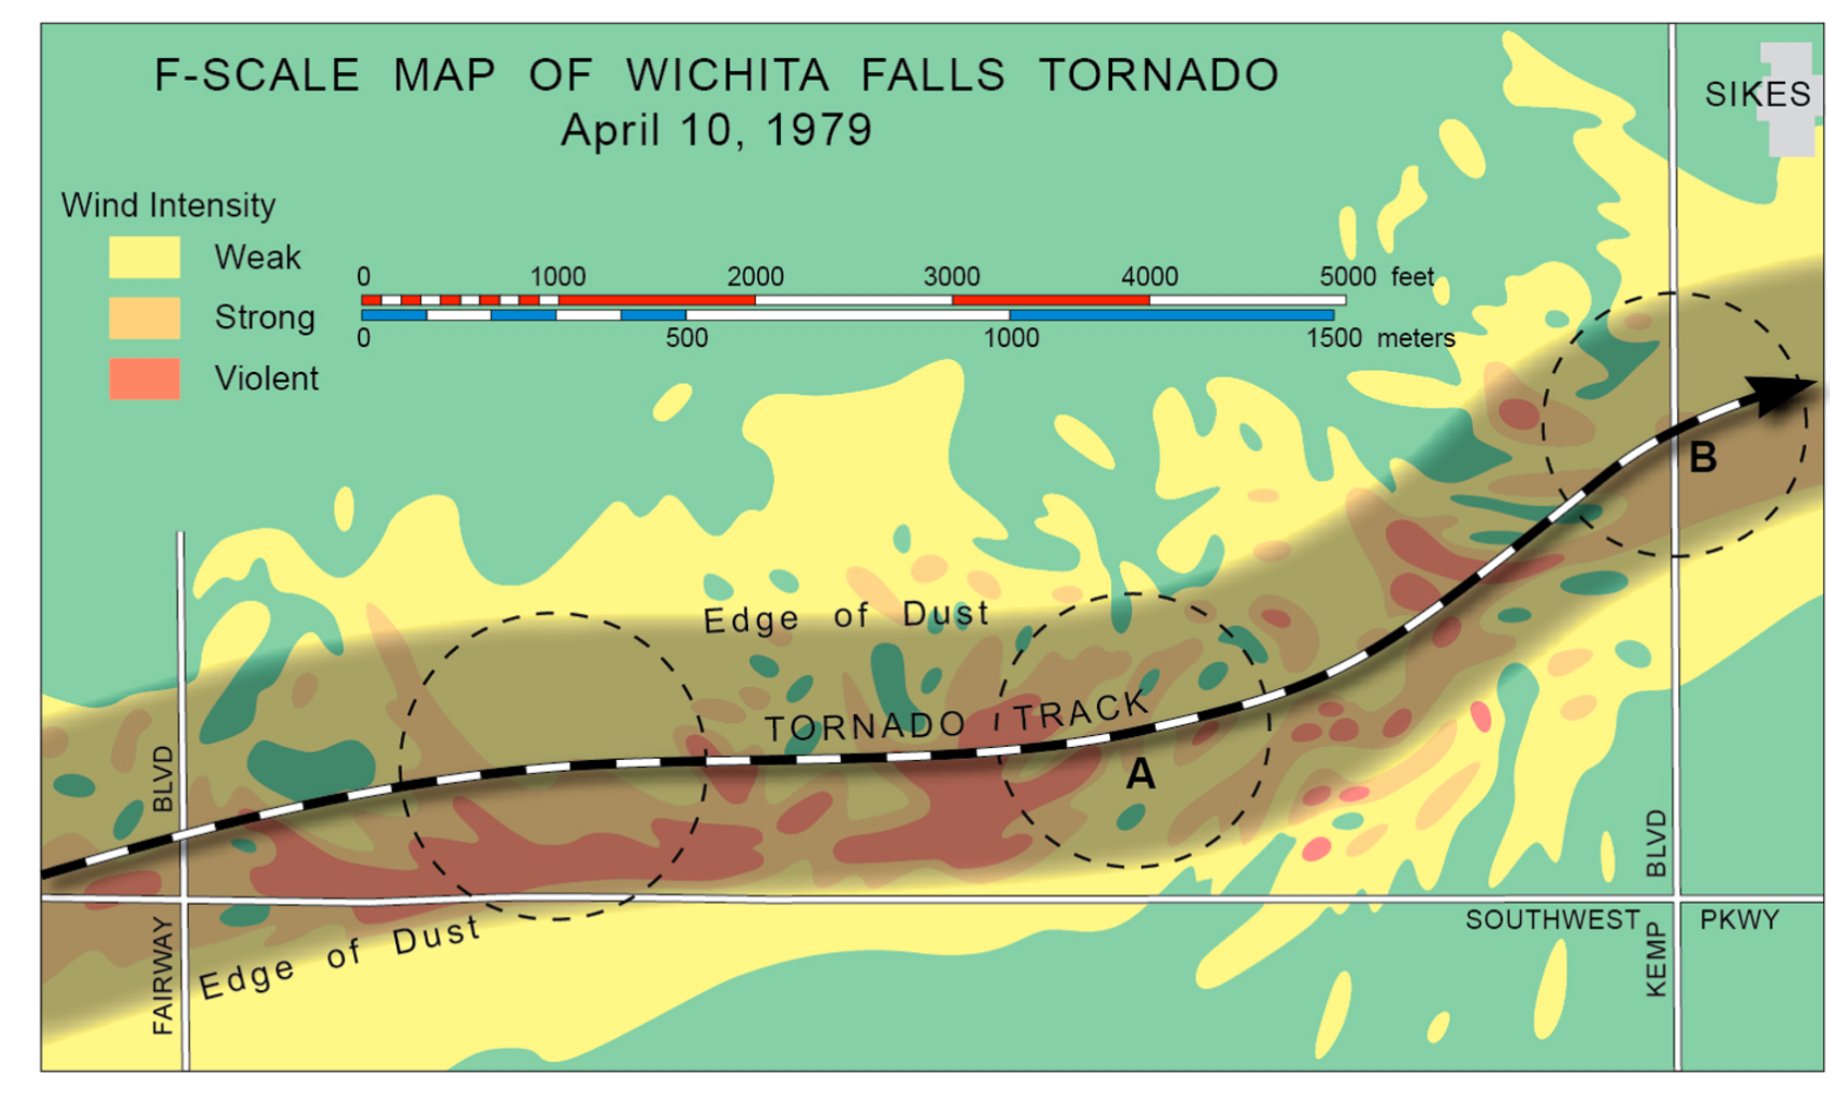 F-SCALE MAP OF WICHITA FALLS TORNADO
April 10, 1979
SIKES
Wind Intensity
Weak
Strong
Violent
0 1000 2000 3000 4000 5000 feet
0 500 1000 1500 meters
Edge of Dust
TORNADO TRACK
A
B
BLVD
FAIRWAY
Edge of Dust
BLVD
KEMP
SOUTHWEST PKWY